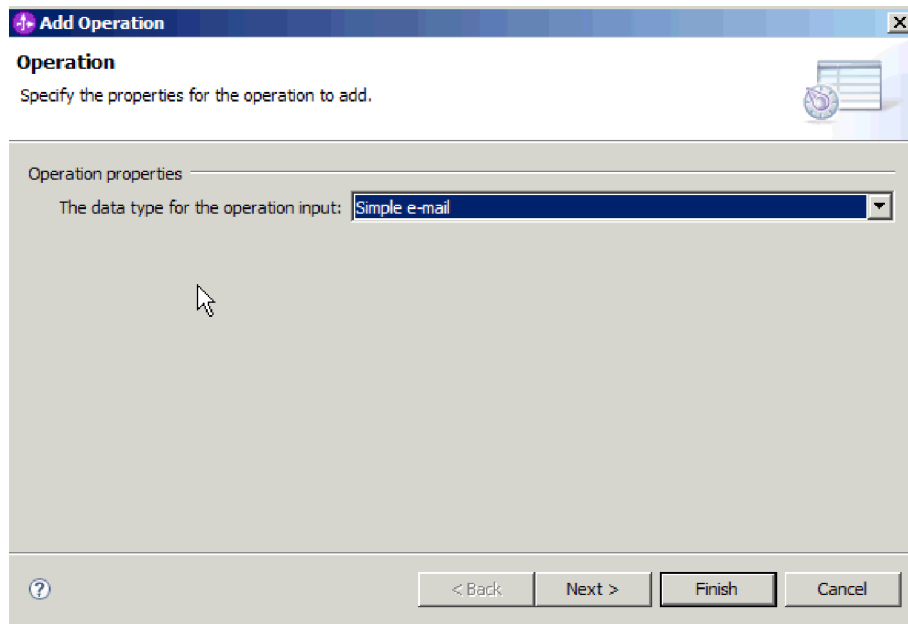 Add Operation
Operation
Specify the properties for the operation to add.
Operation properties
The data type for the operation input: Simple e-mail
< Back Next > Finish Cancel